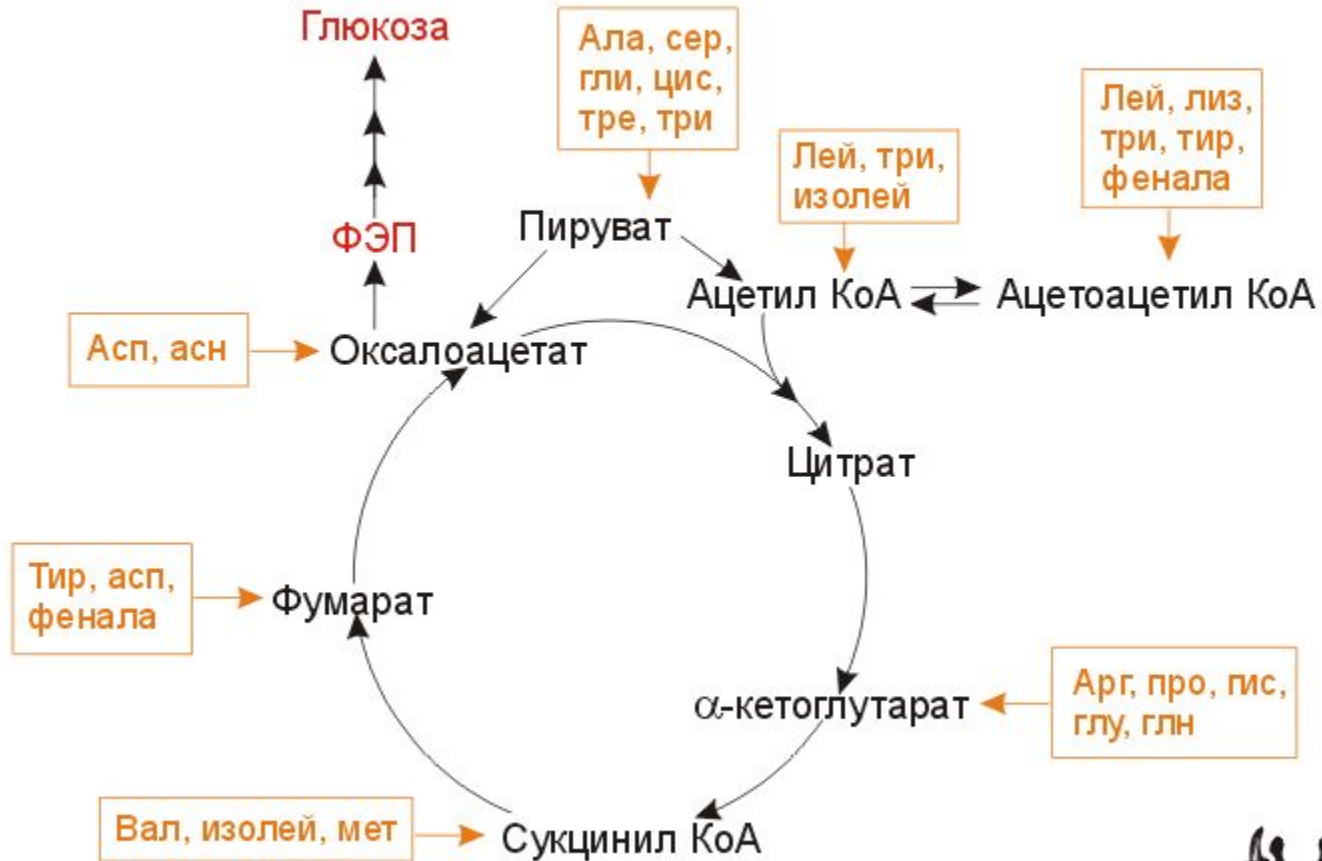 Глюкоза
Ала, сер,
гли, цис,
тре, три
Лей, лиз,
три, тир,
фенала
Лей, три,
изолей
ФЭП
Пируват
Ацетил КоА
Ацетоацетил КоА
Асп, асн
Оксалоацетат
Цитрат
Тир, асп,
фенала
Фумарат
α-кетоглутарат
Арг, про, гис,
глу, глн
Вал, изолей, мет
Сукцинил КоА